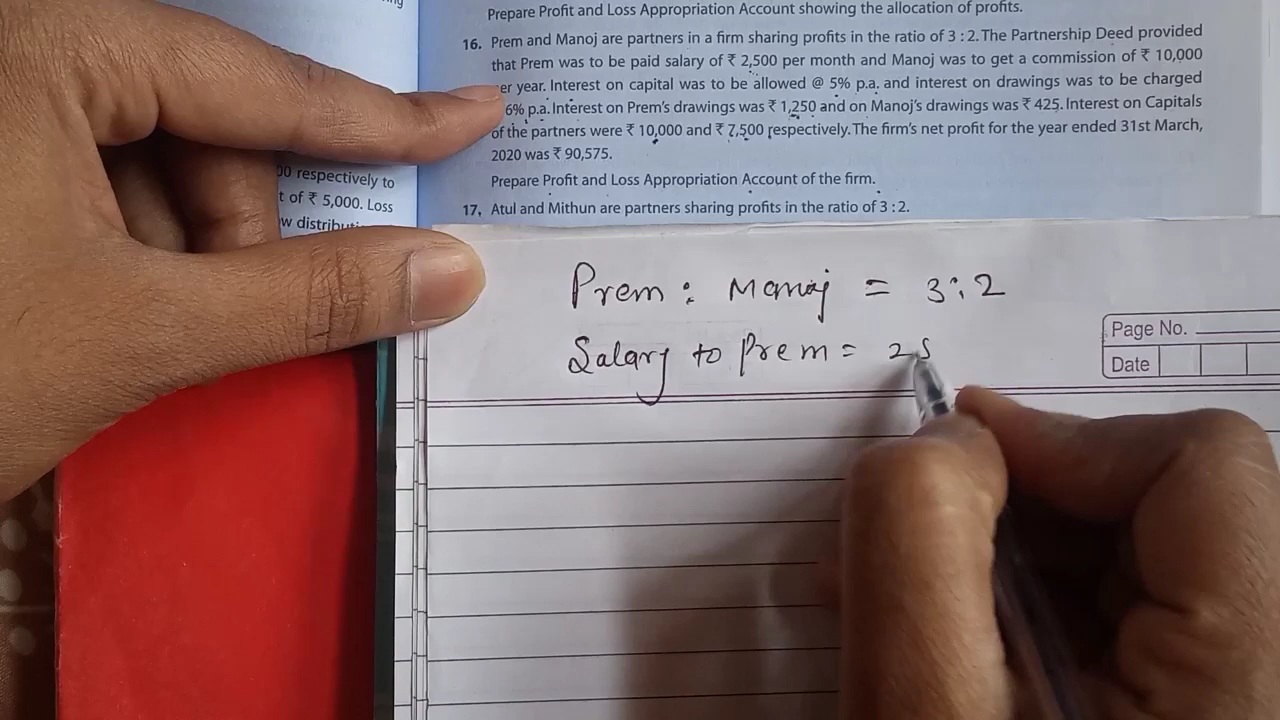 Prepare Profit and Loss Appropriation Account showing the allocation of profits.
16. Prem and Manoj are partners in a firm sharing profits in the ratio of 3 : 2. The Partnership Deed provided
that Prem was to be paid salary of ₹ 2,500 per month and Manoj was to get a commission of ₹ 10,000
er year. Interest on capital was to be allowed @ 5% p.a. and interest on drawings was to be charged
6% p.a. Interest on Prem's drawings was ₹ 1,250 and on Manoj's drawings was ₹ 425. Interest on Capitals
of the partners were ₹ 10,000 and ₹ 7,500 respectively. The firm's net profit for the year ended 31st March,
2020 was ₹ 90,575.
Prepare Profit and Loss Appropriation Account of the firm.
17. Atul and Mithun are partners sharing profits in the ratio of 3 : 2.
00 respectively to
t of ₹ 5,000. Loss
Prem : Manoj = 3:2
Salary to Prem = 25
Page No.
Date